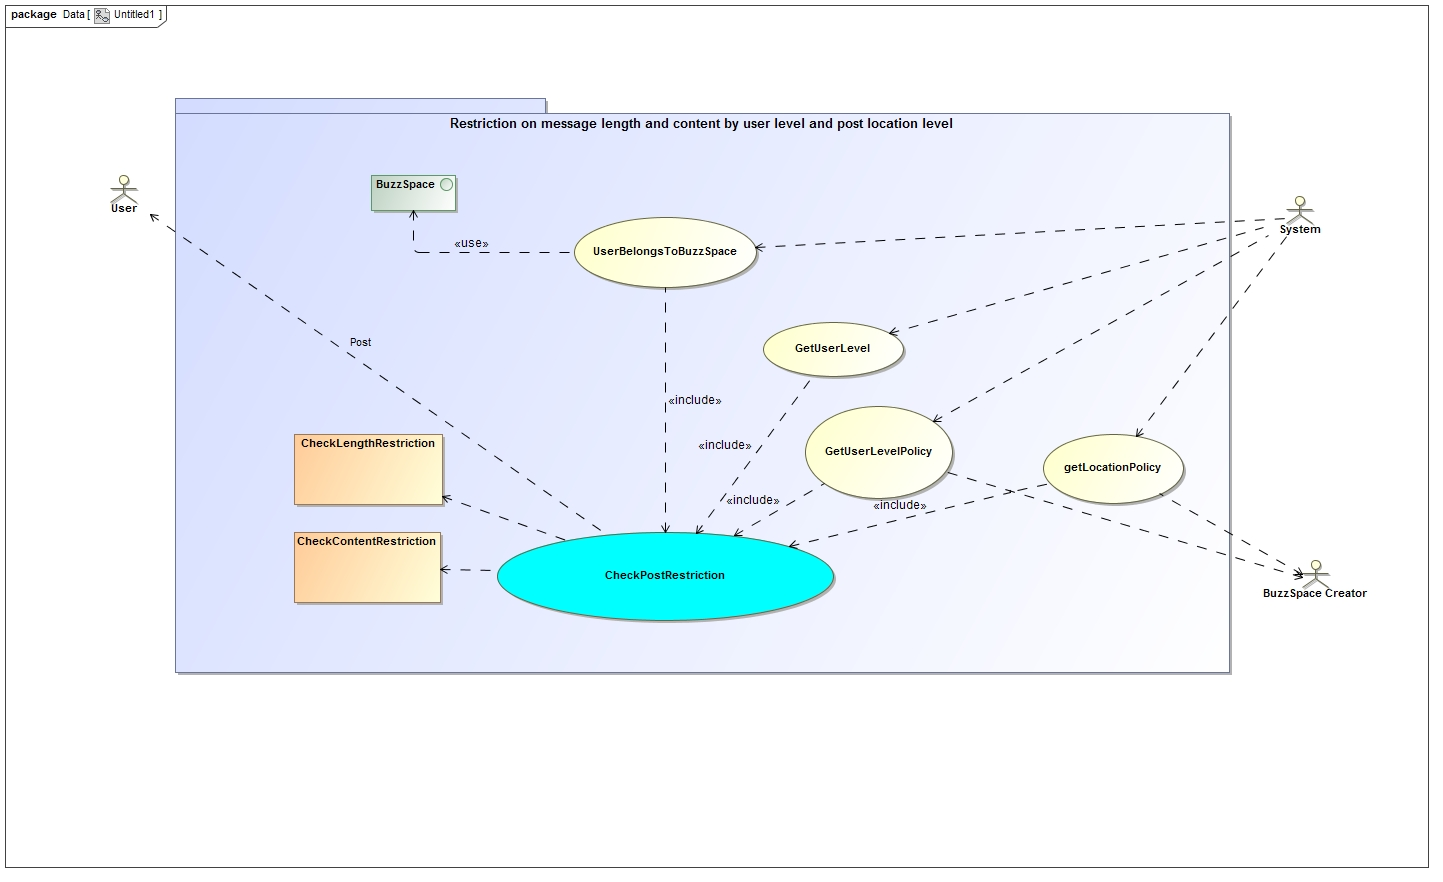 package Data [ Untitled1 ]
Restriction on message length and content by user level and post location level
BuzzSpace
User
System
«use»
UserBelongsToBuzzSpace
Post
GetUserLevel
«include»
CheckLengthRestriction
«include»
GetUserLevelPolicy
getLocationPolicy
«include»
«include»
CheckContentRestriction
CheckPostRestriction
BuzzSpace Creator